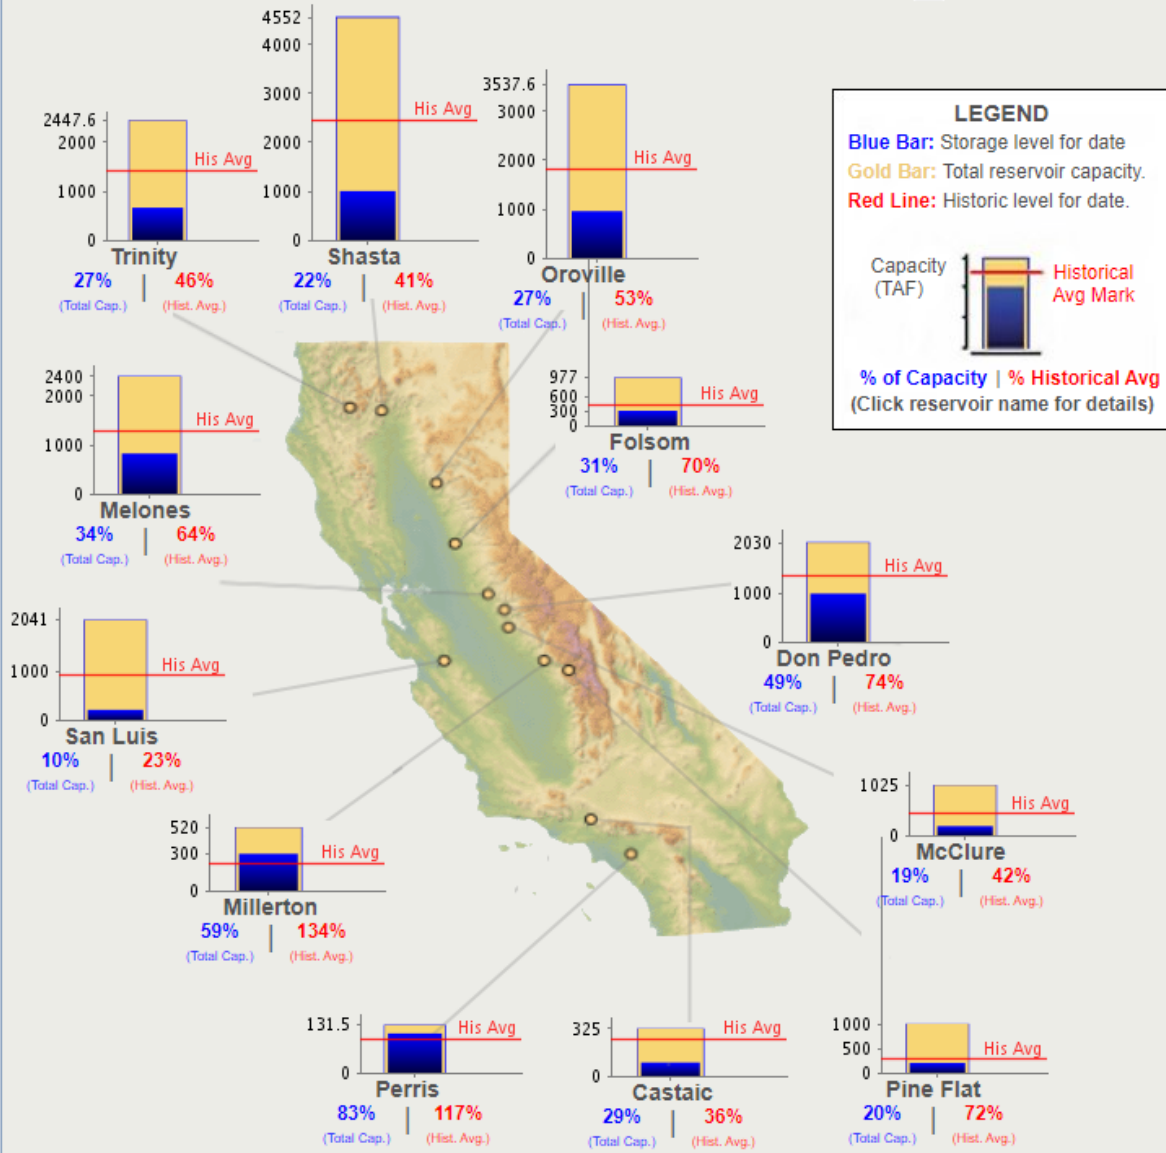 4552
4000
3000
2000
1000
0
His Avg
Shasta
22% | 41%
(Total Cap.) (Hist. Avg.)
2447.6
2000
1000
0
His Avg
Trinity
27% | 46%
(Total Cap.) (Hist. Avg.)
3537.6
3000
2000
1000
0
His Avg
Oroville
27% | 53%
(Total Cap.) (Hist. Avg.)
LEGEND
Blue Bar: Storage level for date
Gold Bar: Total reservoir capacity.
Red Line: Historic level for date.
Capacity
(TAF)
Historical
Avg Mark
% of Capacity | % Historical Avg
(Click reservoir name for details)
2400
2000
1000
0
His Avg
Melones
34% | 64%
(Total Cap.) (Hist. Avg.)
977
600
300
0
His Avg
Folsom
31% | 70%
(Total Cap.) (Hist. Avg.)
2030
1000
0
His Avg
Don Pedro
49% | 74%
(Total Cap.) (Hist. Avg.)
2041
1000
0
His Avg
San Luis
10% | 23%
(Total Cap.) (Hist. Avg.)
1025
0
His Avg
McClure
19% | 42%
(Total Cap.) (Hist. Avg.)
520
300
0
His Avg
Millerton
59% | 134%
(Total Cap.) (Hist. Avg.)
131.5
0
His Avg
Perris
83% | 117%
(Total Cap.) (Hist. Avg.)
325
0
His Avg
Castaic
29% | 36%
(Total Cap.) (Hist. Avg.)
1000
500
0
His Avg
Pine Flat
20% | 72%
(Total Cap.) (Hist. Avg.)